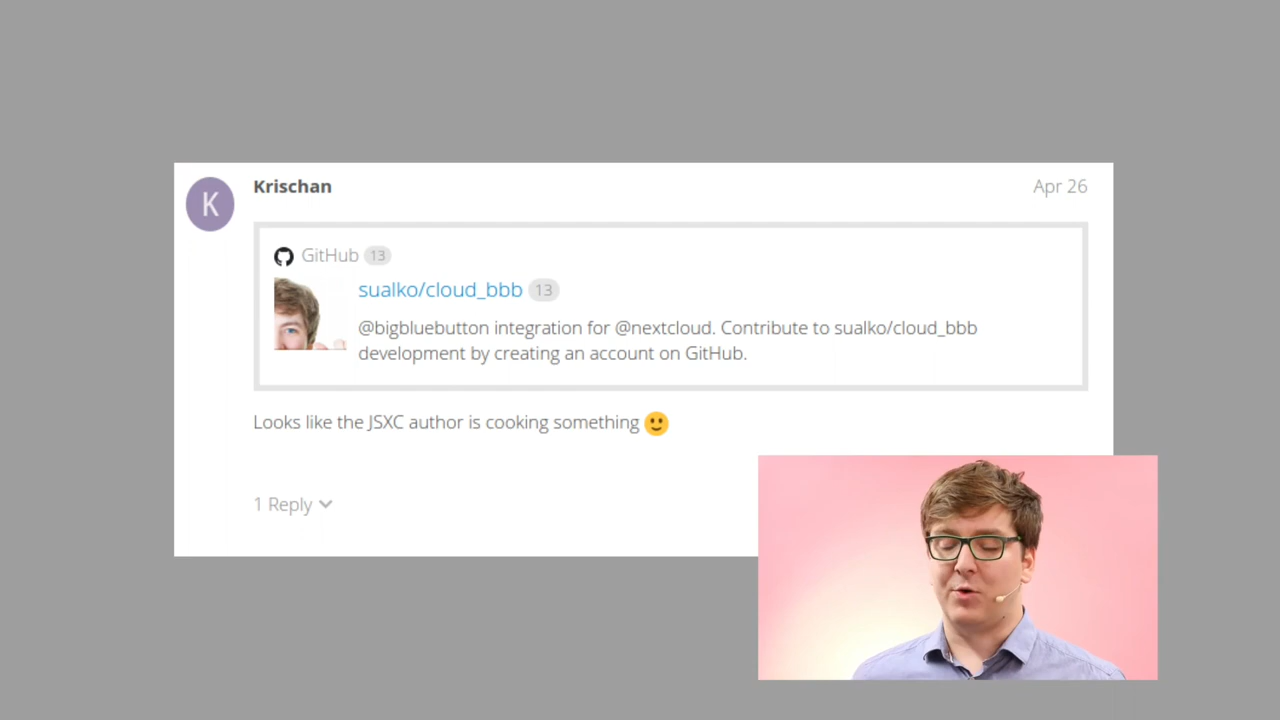 K
Krischan
Apr 26
GitHub 13
sualko/cloud_bbb 13
@bigbluebutton integration for @nextcloud. Contribute to sualko/cloud_bbb
development by creating an account on GitHub.
Looks like the JSXC author is cooking something 🙂
1 Reply